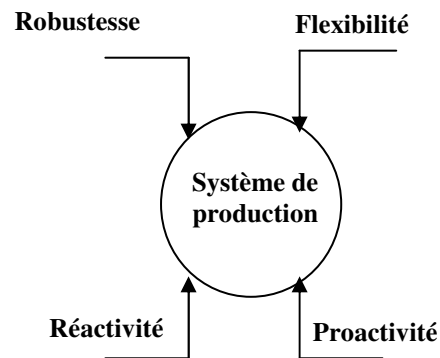 Robustesse
Flexibilité
Système de
production
Réactivité
Proactivité